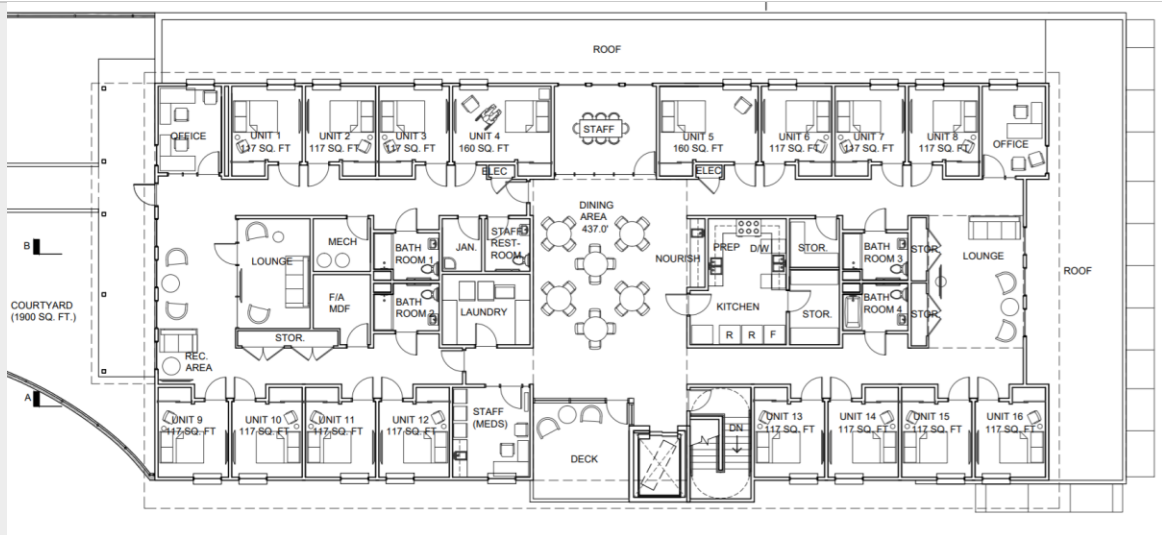 ROOF
OFFICE
UNIT 1
137 SQ. FT
UNIT 2
117 SQ. FT
UNIT 3
117 SQ. FT
UNIT 4
160 SQ. FT
STAFF
UNIT 5
160 SQ. FT
UNIT 6
117 SQ. FT
UNIT 7
137 SQ. FT
UNIT 8
117 SQ. FT
OFFICE
ELEC
ELEC
DINING
AREA
437.0'
B
LOUNGE
MECH
BATH
ROOM 1
JAN.
STAFF
REST-
ROOM
NOURISH
PREP
D/W
STOR.
BATH
ROOM 3
STOR.
LOUNGE
ROOF
COURTYARD
(1900 SQ. FT.)
F/A
MDF
BATH
ROOM 2
LAUNDRY
KITCHEN
R
R
F
STOR.
BATH
ROOM 4
STOR.
STOR.
REC.
AREA
A
UNIT 9
117 SQ. FT
UNIT 10
117 SQ. FT
UNIT 11
117 SQ. FT
UNIT 12
117 SQ. FT
STAFF
(MEDS)
DECK
DN
UNIT 13
117 SQ. FT
UNIT 14
117 SQ. FT
UNIT 15
117 SQ. FT
UNIT 16
117 SQ. FT